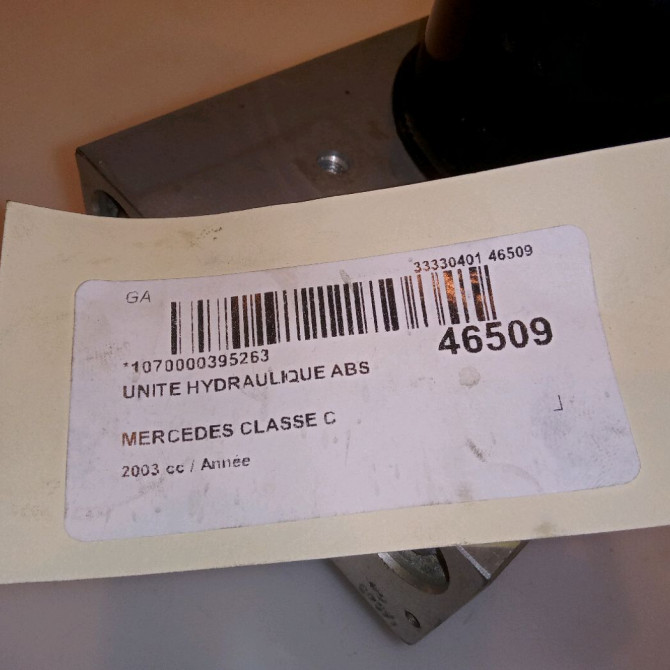 GA
33330401 46509
46509
*1070000395263
UNITE HYDRAULIQUE ABS
MERCEDES CLASSE C
2003 cc / Année